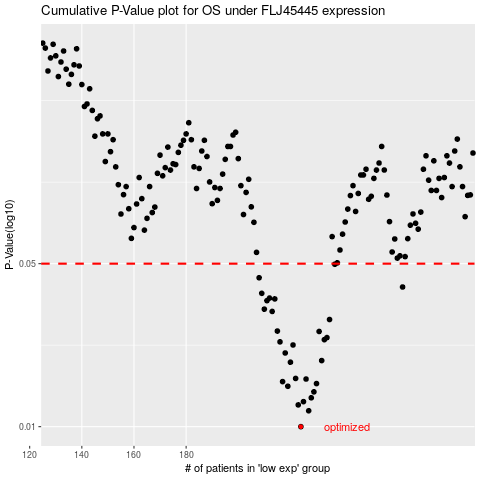 Cumulative P-Value plot for OS under FLJ45445 expression
P-Value(log10)
0.05
0.01
optimized
120 140 160 180
# of patients in 'low exp' group